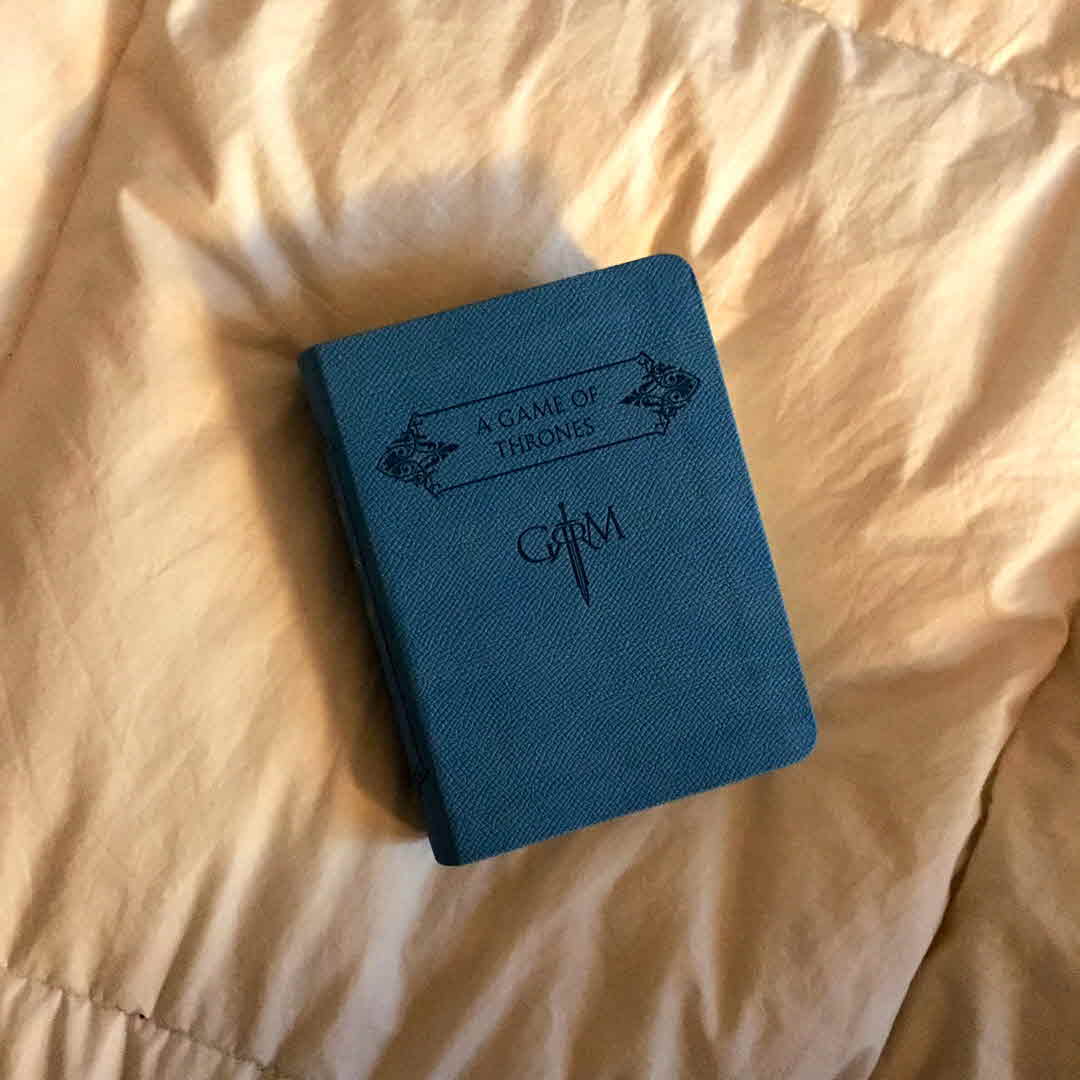 A GAME OF
THRONES
GRRM